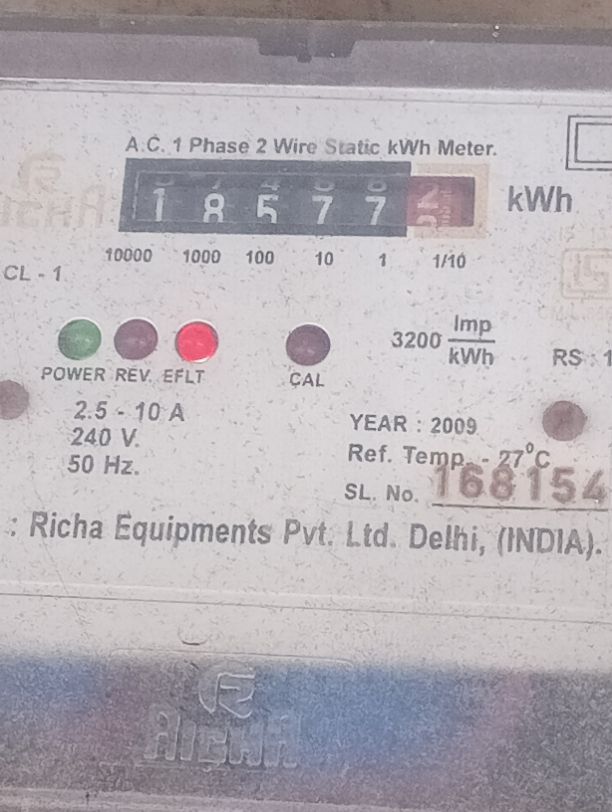 A.C. 1 Phase 2 Wire Static kWh Meter.
RICHA
1 8 5 7 7 2 kWh
10000 1000 100 10 1 1/10
CL - 1
3200 Imp
kWh
RS : 1
POWER REV. EFLT
CAL
2.5 - 10 A
240 V.
50 Hz.
YEAR : 2009
Ref. Temp. - 27°C
SL. No. 168154
: Richa Equipments Pvt. Ltd. Delhi, (INDIA).
RICHA